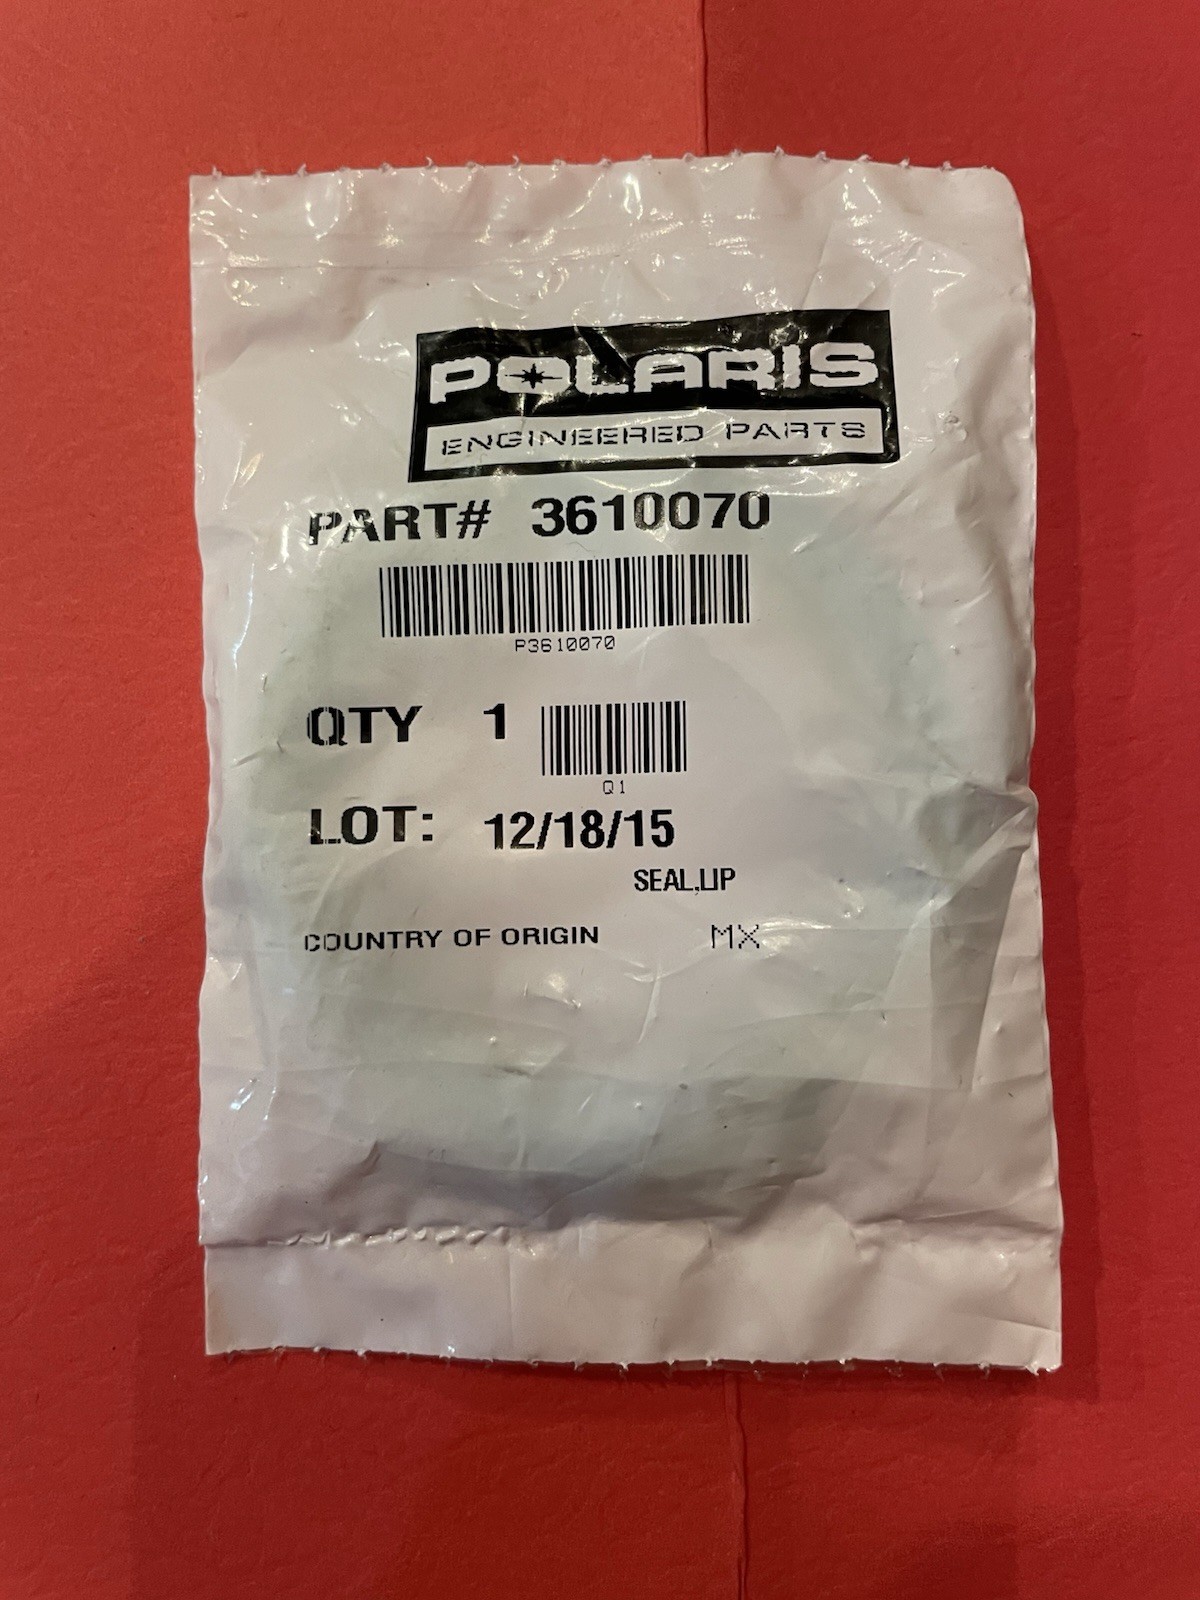 POLARIS
ENGINEERED PARTS
PART# 3610070
P3610070
QTY 1
Q1
LOT: 12/18/15
SEAL,LIP
COUNTRY OF ORIGIN MX